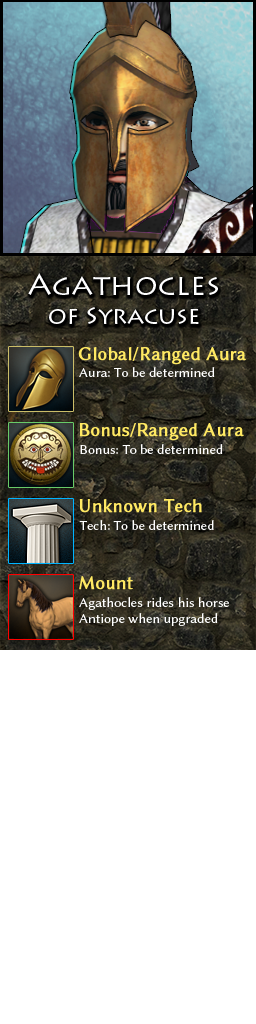 Agathocles
of Syracuse
Global/Ranged Aura
Aura: To be determined
Bonus/Ranged Aura
Bonus: To be determined
Unknown Tech
Tech: To be determined
Mount
Agathocles rides his horse
Antiope when upgraded